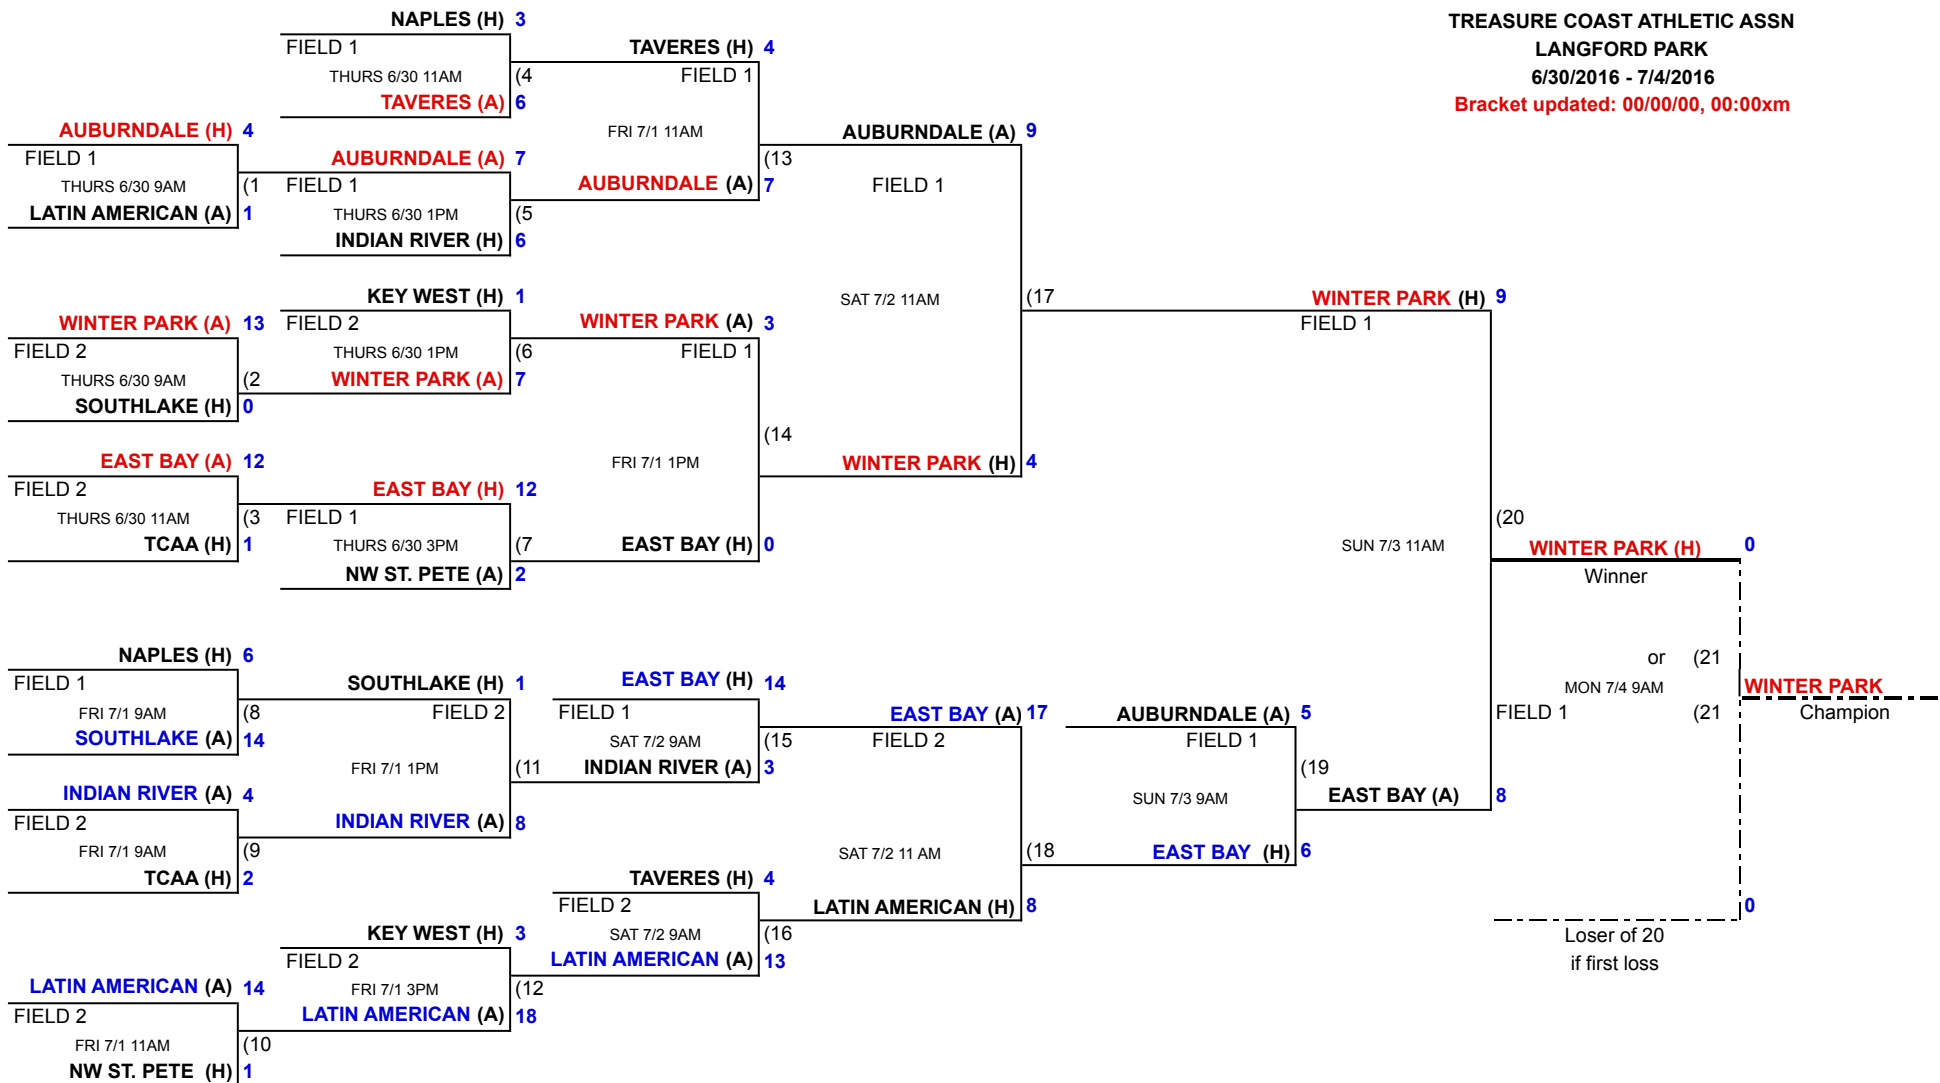 NAPLES (H) 3
TREASURE COAST ATHLETIC ASSN
FIELD 1
TAVERES (H) 4
LANGFORD PARK
THURS 6/30 11AM
(4
FIELD 1
6/30/2016 - 7/4/2016
TAVERES (A) 6
Bracket updated: 00/00/00, 00:00xm
AUBURNDALE (H) 4
FRI 7/1 11AM
AUBURNDALE (A) 9
FIELD 1
AUBURNDALE (A) 7
(13
THURS 6/30 9AM
(1
FIELD 1
AUBURNDALE (A) 7
FIELD 1
LATIN AMERICAN (A) 1
THURS 6/30 1PM
(5
INDIAN RIVER (H) 6
KEY WEST (H) 1
SAT 7/2 11AM
(17
WINTER PARK (H) 9
WINTER PARK (A) 13
FIELD 2
WINTER PARK (A) 3
FIELD 1
FIELD 2
THURS 6/30 1PM
(6
FIELD 1
THURS 6/30 9AM
(2
WINTER PARK (A) 7
SOUTHLAKE (H) 0
(14
EAST BAY (A) 12
FRI 7/1 1PM
WINTER PARK (H) 4
FIELD 2
EAST BAY (H) 12
THURS 6/30 11AM
(3
FIELD 1
(20
TCAA (H) 1
THURS 6/30 3PM
(7
EAST BAY (H) 0
SUN 7/3 11AM
WINTER PARK (H) 0
NW ST. PETE (A) 2
Winner
NAPLES (H) 6
or (21
FIELD 1
SOUTHLAKE (H) 1
EAST BAY (H) 14
MON 7/4 9AM
WINTER PARK
FRI 7/1 9AM
(8
FIELD 2
FIELD 1
EAST BAY (A) 17
AUBURNDALE (A) 5
FIELD 1
(21
Champion
SOUTHLAKE (A) 14
SAT 7/2 9AM
(15
FIELD 2
FIELD 1
FRI 7/1 1PM
(11
INDIAN RIVER (A) 3
(19
INDIAN RIVER (A) 4
SUN 7/3 9AM
EAST BAY (A) 8
FIELD 2
INDIAN RIVER (A) 8
FRI 7/1 9AM
(9
SAT 7/2 11 AM
(18
EAST BAY (H) 6
TCAA (H) 2
TAVERES (H) 4
FIELD 2
LATIN AMERICAN (H) 8
0
KEY WEST (H) 3
SAT 7/2 9AM
(16
Loser of 20
FIELD 2
LATIN AMERICAN (A) 13
if first loss
LATIN AMERICAN (A) 14
FRI 7/1 3PM
(12
FIELD 2
LATIN AMERICAN (A) 18
FRI 7/1 11AM
(10
NW ST. PETE (H) 1